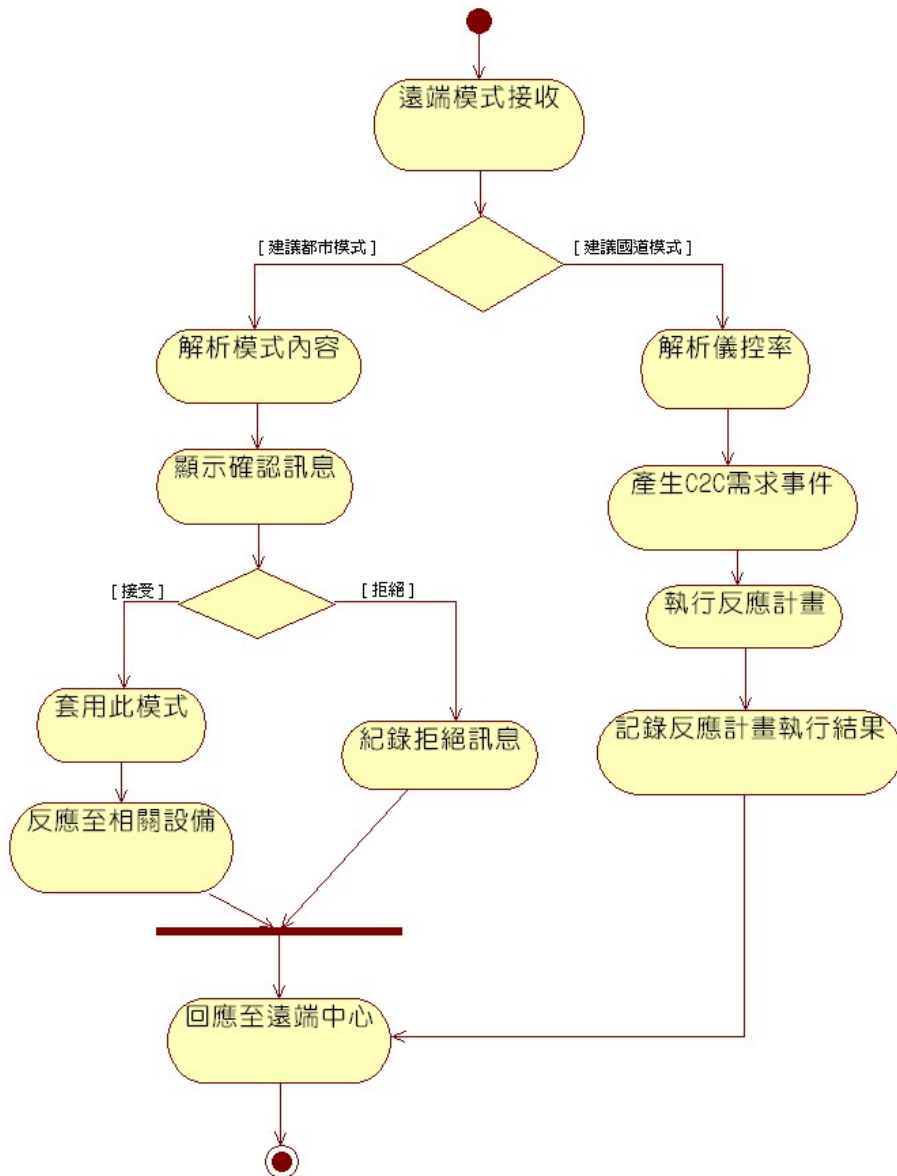 遠端模式接收
[ 建議都市模式 ]
[ 建議國道模式 ]
解析模式內容
解析儀控率
顯示確認訊息
產生C2C需求事件
[ 接受 ]
[ 拒絕 ]
執行反應計畫
套用此模式
紀錄拒絕訊息
記錄反應計畫執行結果
反應至相關設備
回應至遠端中心